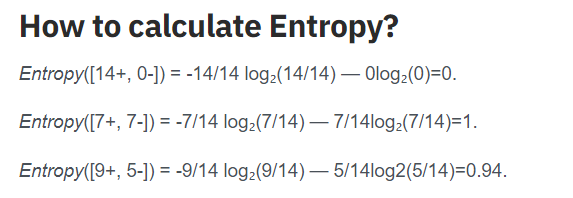 How to calculate Entropy?
Entropy([14+, 0-]) = -14/14 log₂(14/14) — 0log₂(0)=0.
Entropy([7+, 7-]) = -7/14 log₂(7/14) — 7/14log₂(7/14)=1.
Entropy([9+, 5-]) = -9/14 log₂(9/14) — 5/14log2(5/14)=0.94.